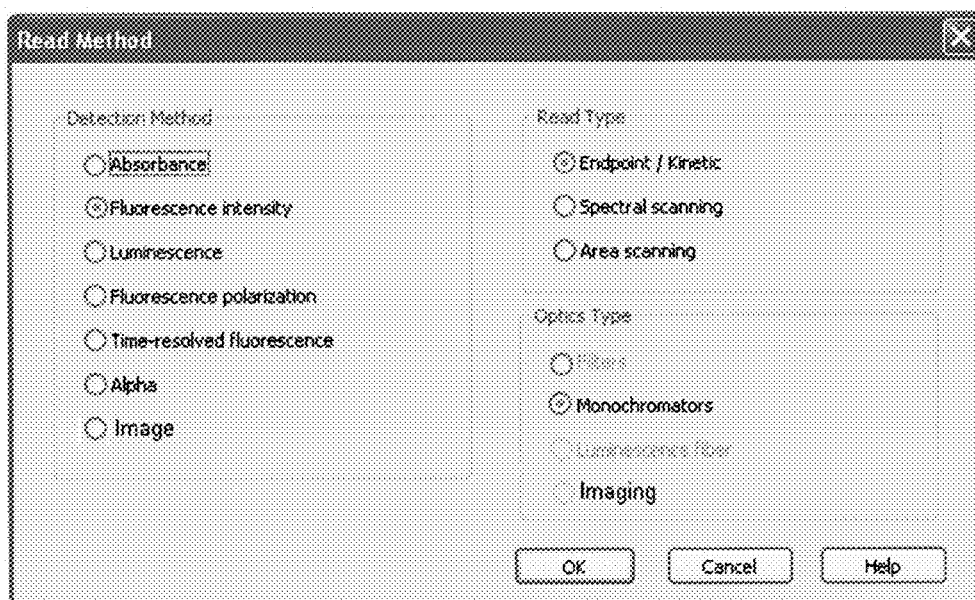 Read Method
Detection Method
Absorbance
Fluorescence intensity
Luminescence
Fluorescence polarization
Time-resolved fluorescence
Alpha
Image
Read Type
Endpoint / Kinetic
Spectral scanning
Area scanning
Optics Type
Filters
Monochromators
Luminescence fiber
Imaging
OK
Cancel
Help